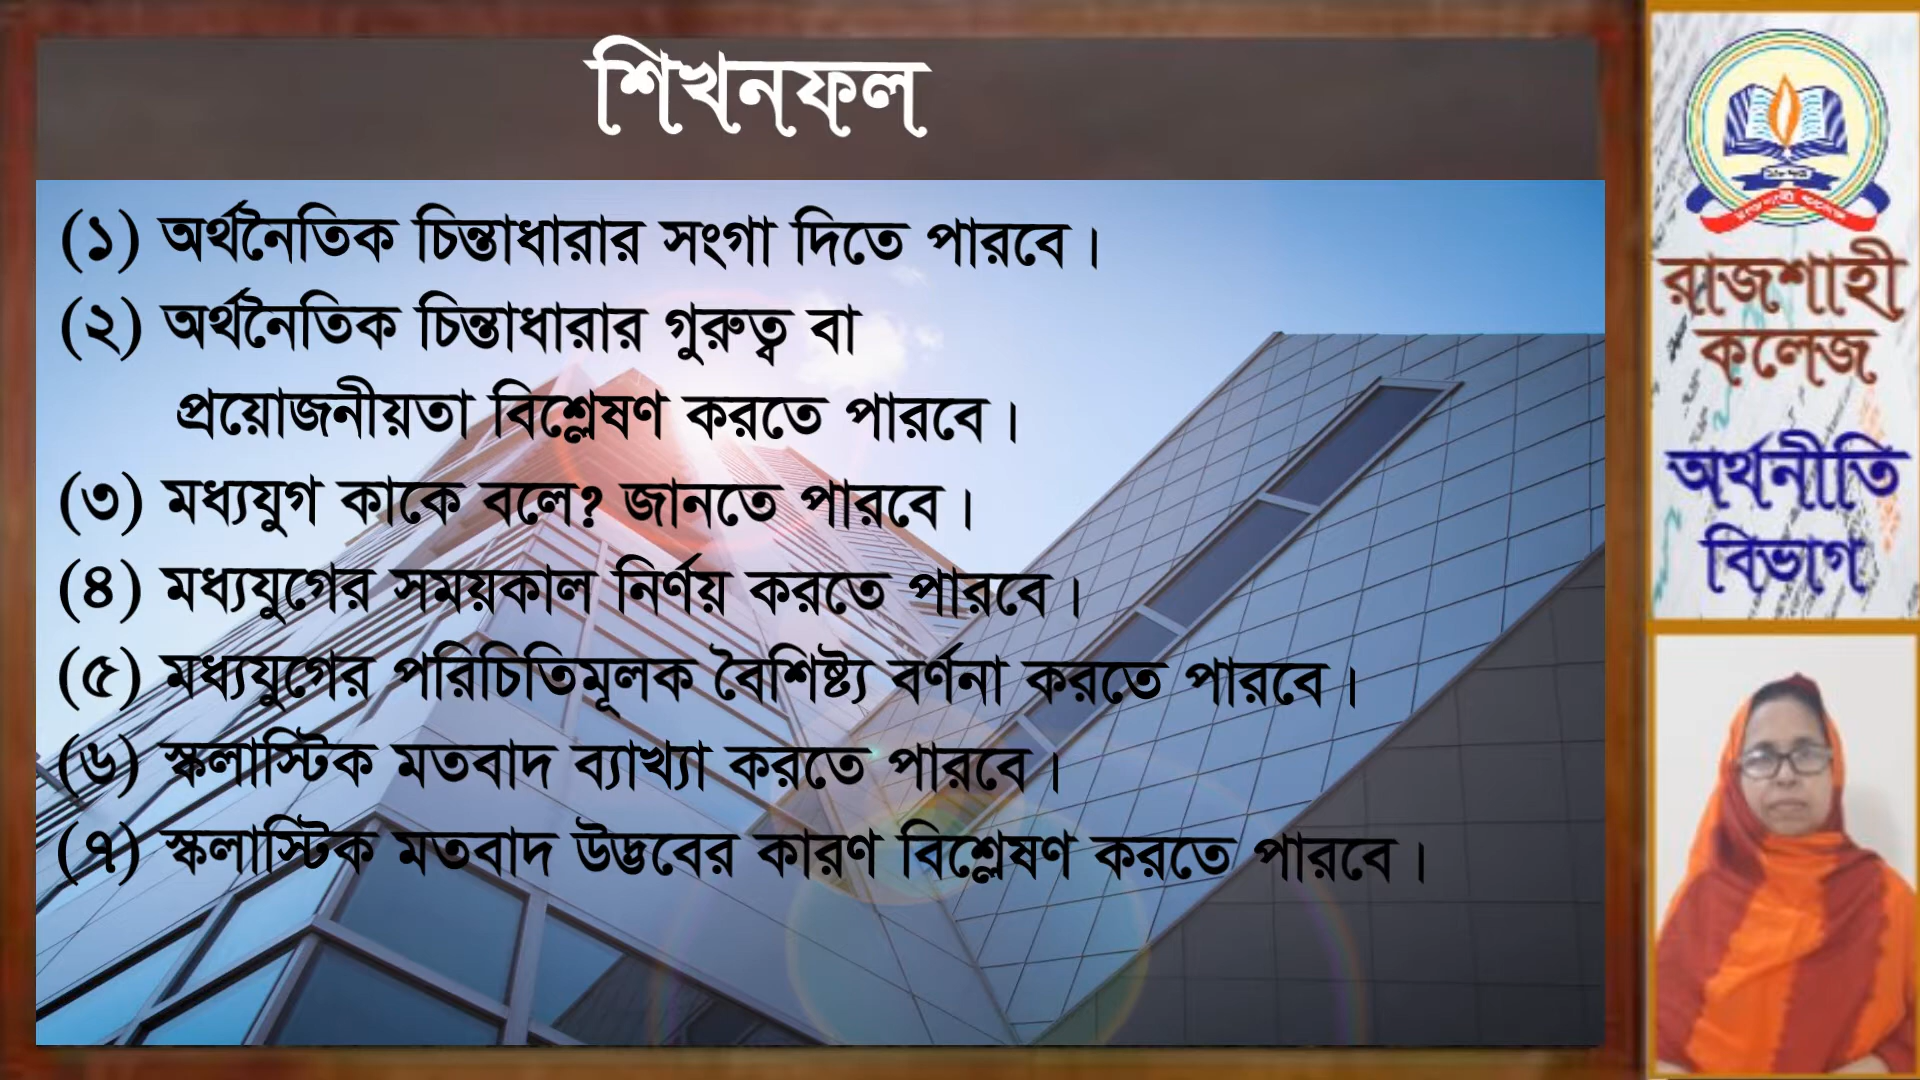 শিখনফল
(১) অর্থনৈতিক চিন্তাধারার সংগা দিতে পারবে।
(২) অর্থনৈতিক চিন্তাধারার গুরুত্ব বা
প্রয়োজনীয়তা বিশ্লেষণ করতে পারবে।
(৩) মধ্যযুগ কাকে বলে? জানতে পারবে।
(৪) মধ্যযুগের সময়কাল নির্ণয় করতে পারবে।
(৫) মধ্যযুগের পরিচিতিমূলক বৈশিষ্ট্য বর্ণনা করতে পারবে।
(৬) স্কলাস্টিক মতবাদ ব্যাখ্যা করতে পারবে।
(৭) স্কলাস্টিক মতবাদ উদ্ভবের কারণ বিশ্লেষণ করতে পারবে।
রাজশাহী
কলেজ
অর্থনীতি
বিভাগ